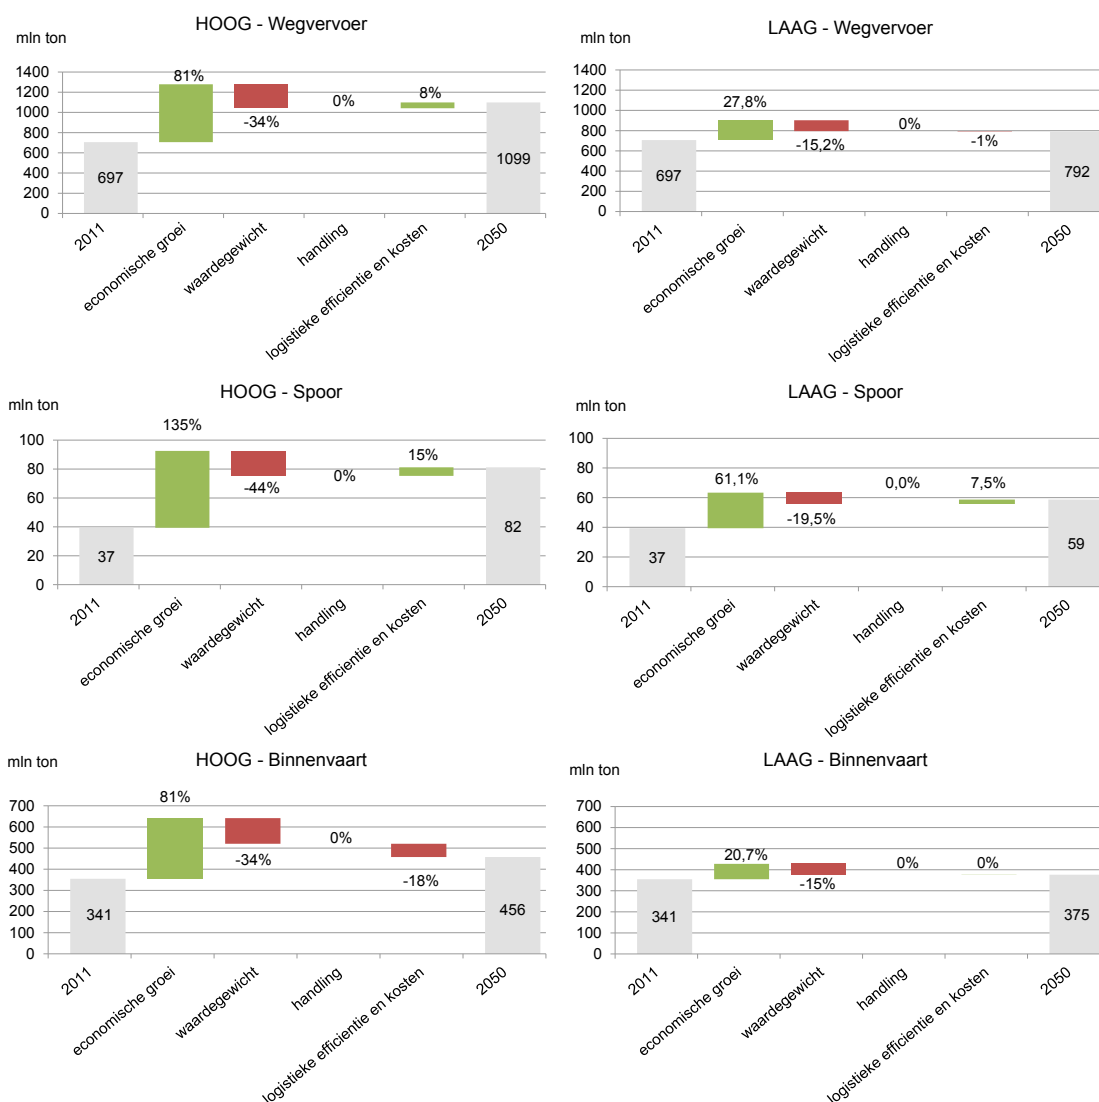 HOOG - Wegvervoer
mln ton
1400
1200
1000
800
600
400
200
0
81%
-34%
0%
8%
697
1099
2011
economische groei
waardegewicht
handling
logistieke efficientie en kosten
2050
LAAG - Wegvervoer
mln ton
1400
1200
1000
800
600
400
200
0
27,8%
-15,2%
0%
-1%
697
792
2011
economische groei
waardegewicht
handling
logistieke efficientie en kosten
2050
HOOG - Spoor
mln ton
135%
100
80
60
40
20
0
-44%
0%
15%
37
82
2011
economische groei
waardegewicht
handling
logistieke efficientie en kosten
2050
LAAG - Spoor
mln ton
100
80
60
40
20
0
61,1%
-19,5%
0,0%
7,5%
37
59
2011
economische groei
waardegewicht
handling
logistieke efficientie en kosten
2050
HOOG - Binnenvaart
mln ton
81%
700
600
500
400
300
200
100
0
-34%
0%
-18%
341
456
2011
economische groei
waardegewicht
handling
logistieke efficientie en kosten
2050
LAAG - Binnenvaart
mln ton
700
600
500
400
300
200
100
0
20,7%
-15%
0%
0%
341
375
2011
economische groei
waardegewicht
handling
logistieke efficientie en kosten
2050